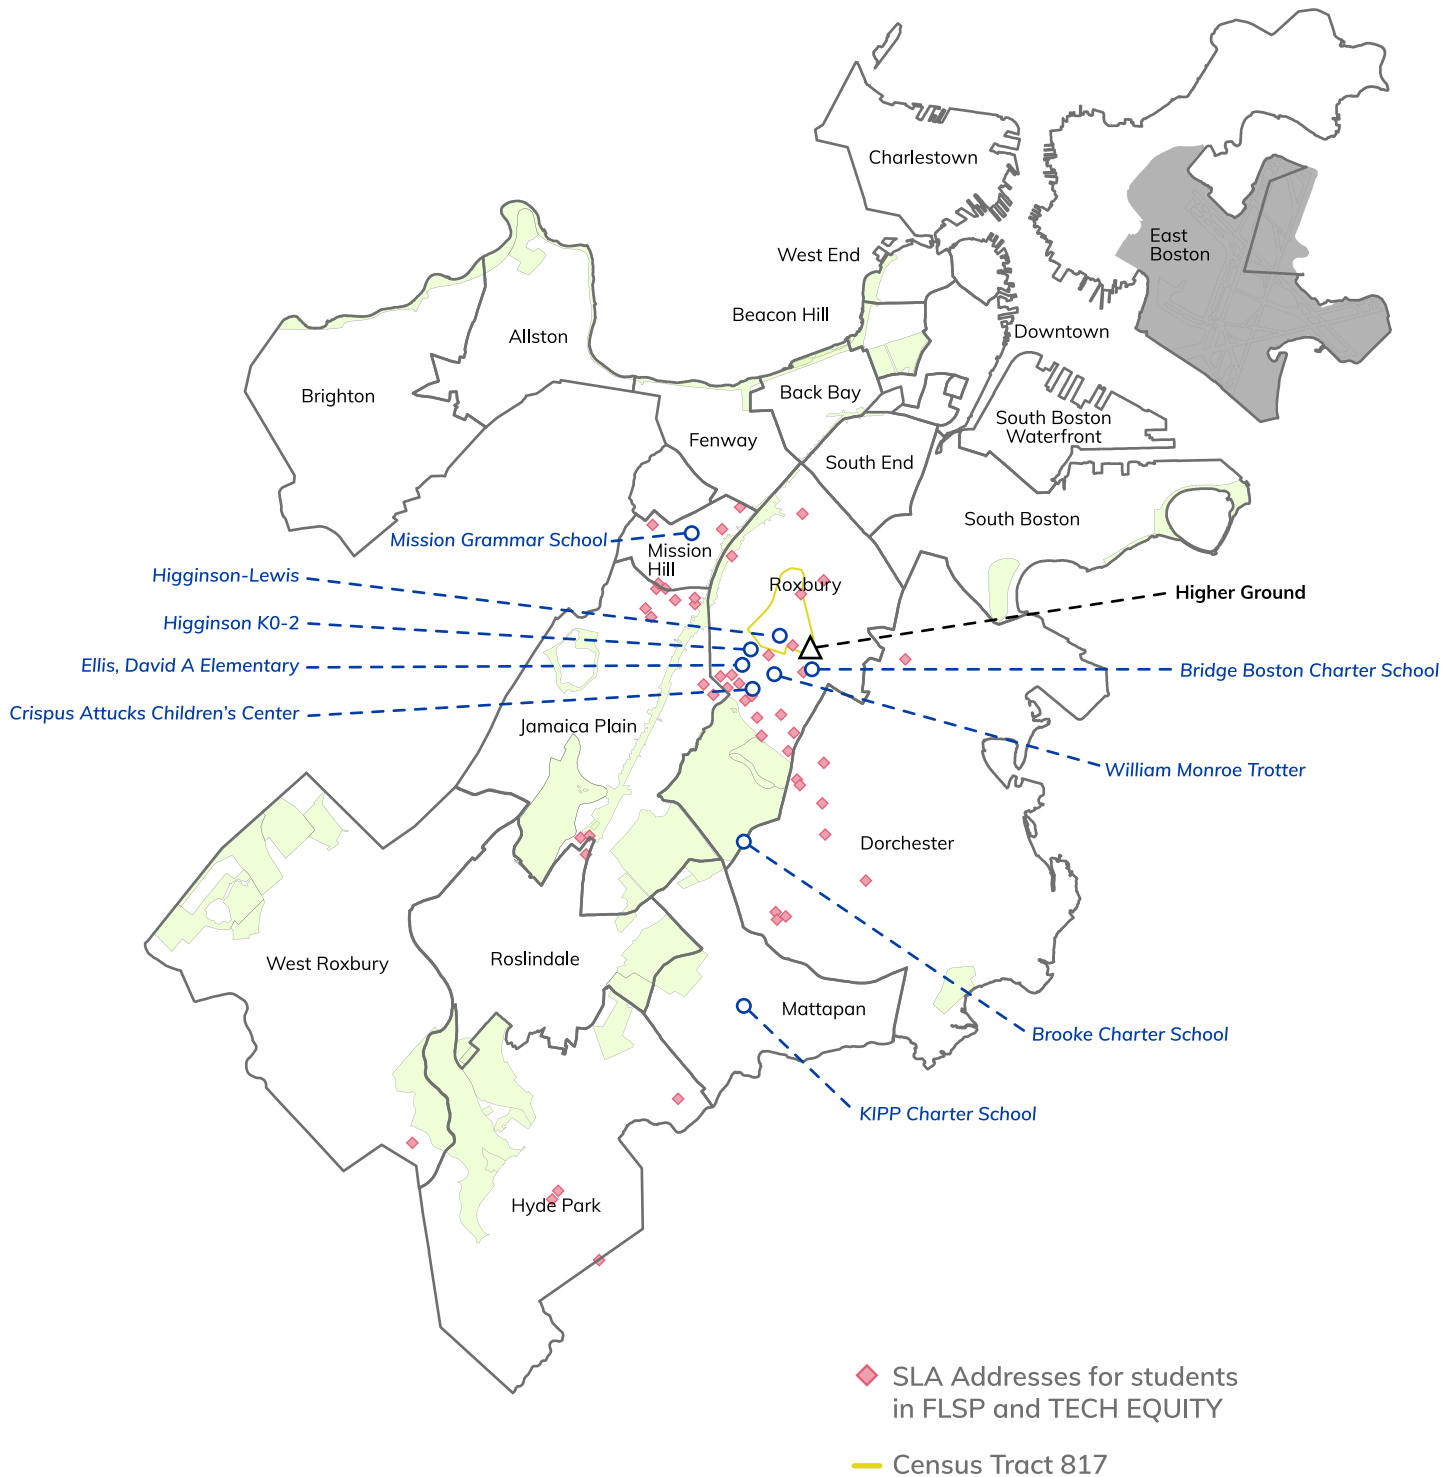 Charlestown
West End
East
Boston
Beacon Hill
Downtown
Allston
Brighton
Back Bay
South Boston
Waterfront
Fenway
South End
South Boston
Mission Grammar School
Mission
Hill
Higginson-Lewis
Roxbury
Higher Ground
Higginson K0-2
Ellis, David A Elementary
Bridge Boston Charter School
Crispus Attucks Children’s Center
Jamaica Plain
William Monroe Trotter
Dorchester
West Roxbury
Roslindale
Mattapan
Brooke Charter School
KIPP Charter School
Hyde Park
SLA Addresses for students
in FLSP and TECH EQUITY
Census Tract 817